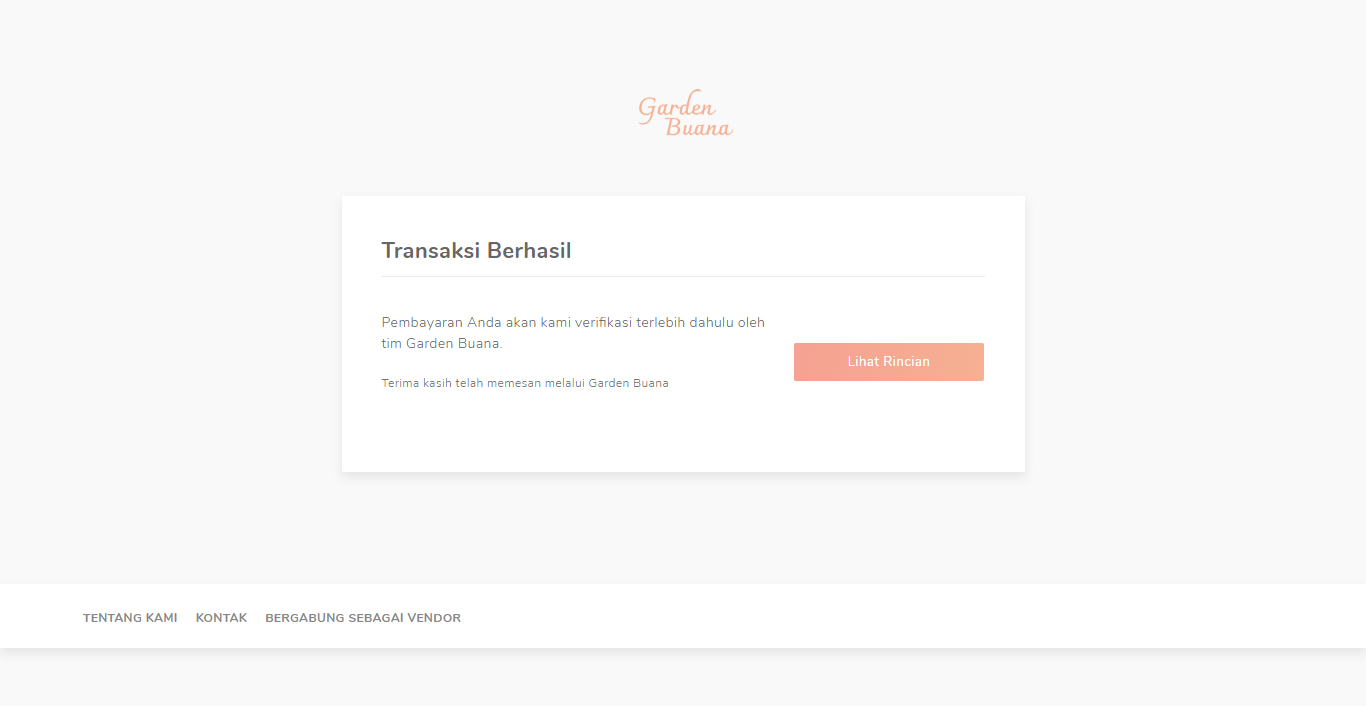 Garden
Buana
Transaksi Berhasil
Pembayaran Anda akan kami verifikasi terlebih dahulu oleh
tim Garden Buana.
Lihat Rincian
Terima kasih telah memesan melalui Garden Buana
TENTANG KAMI KONTAK BERGABUNG SEBAGAI VENDOR